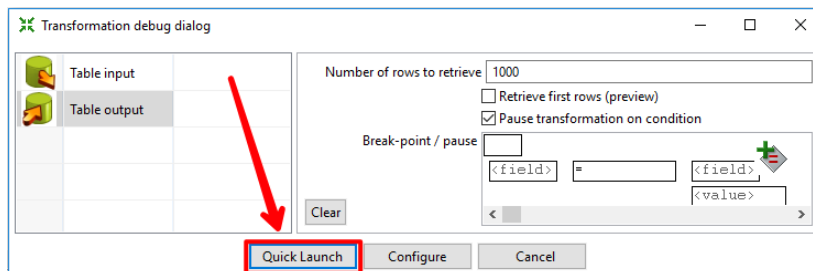 Transformation debug dialog
Table input
Table output
Number of rows to retrieve 1000
Retrieve first rows (preview)
Pause transformation on condition
Break-point / pause
<field> = <field>
<value>
Clear
Quick Launch Configure Cancel